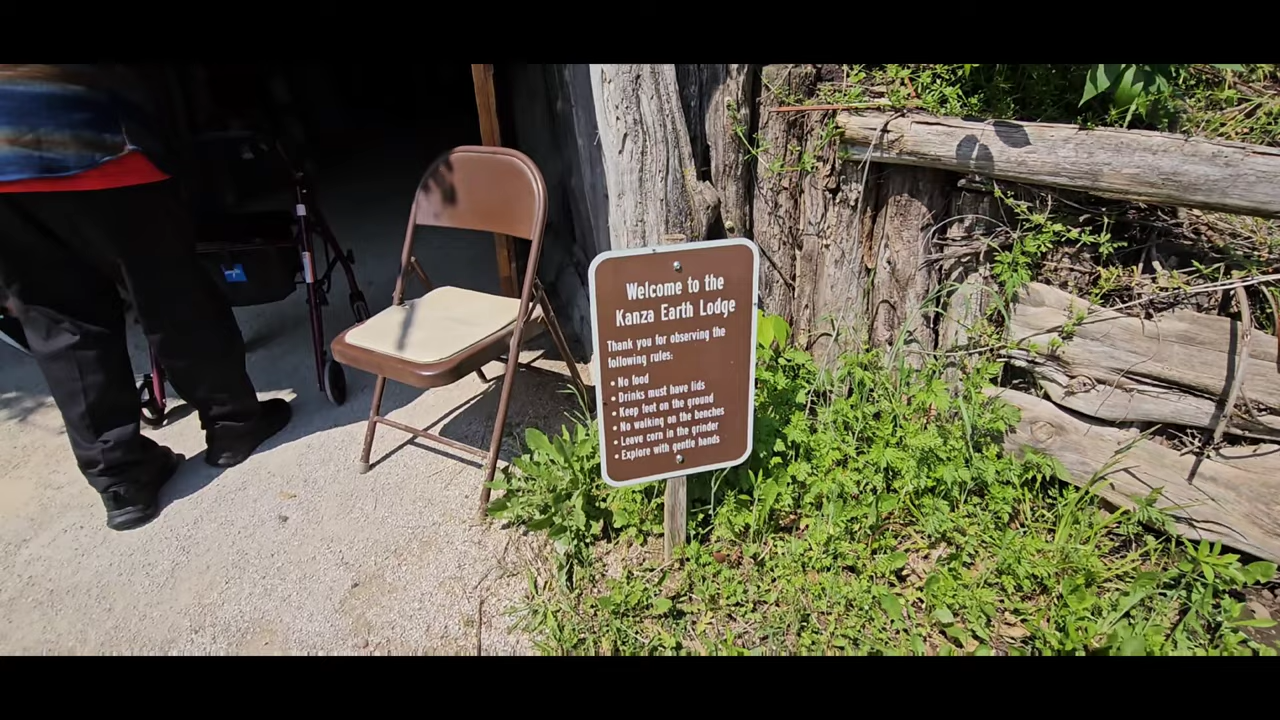 Welcome to the
Kanza Earth Lodge
Thank you for observing the
following rules:
• No food
• Drinks must have lids
• Keep feet on the ground
• No walking on the benches
• Leave corn in the grinder
• Explore with gentle hands